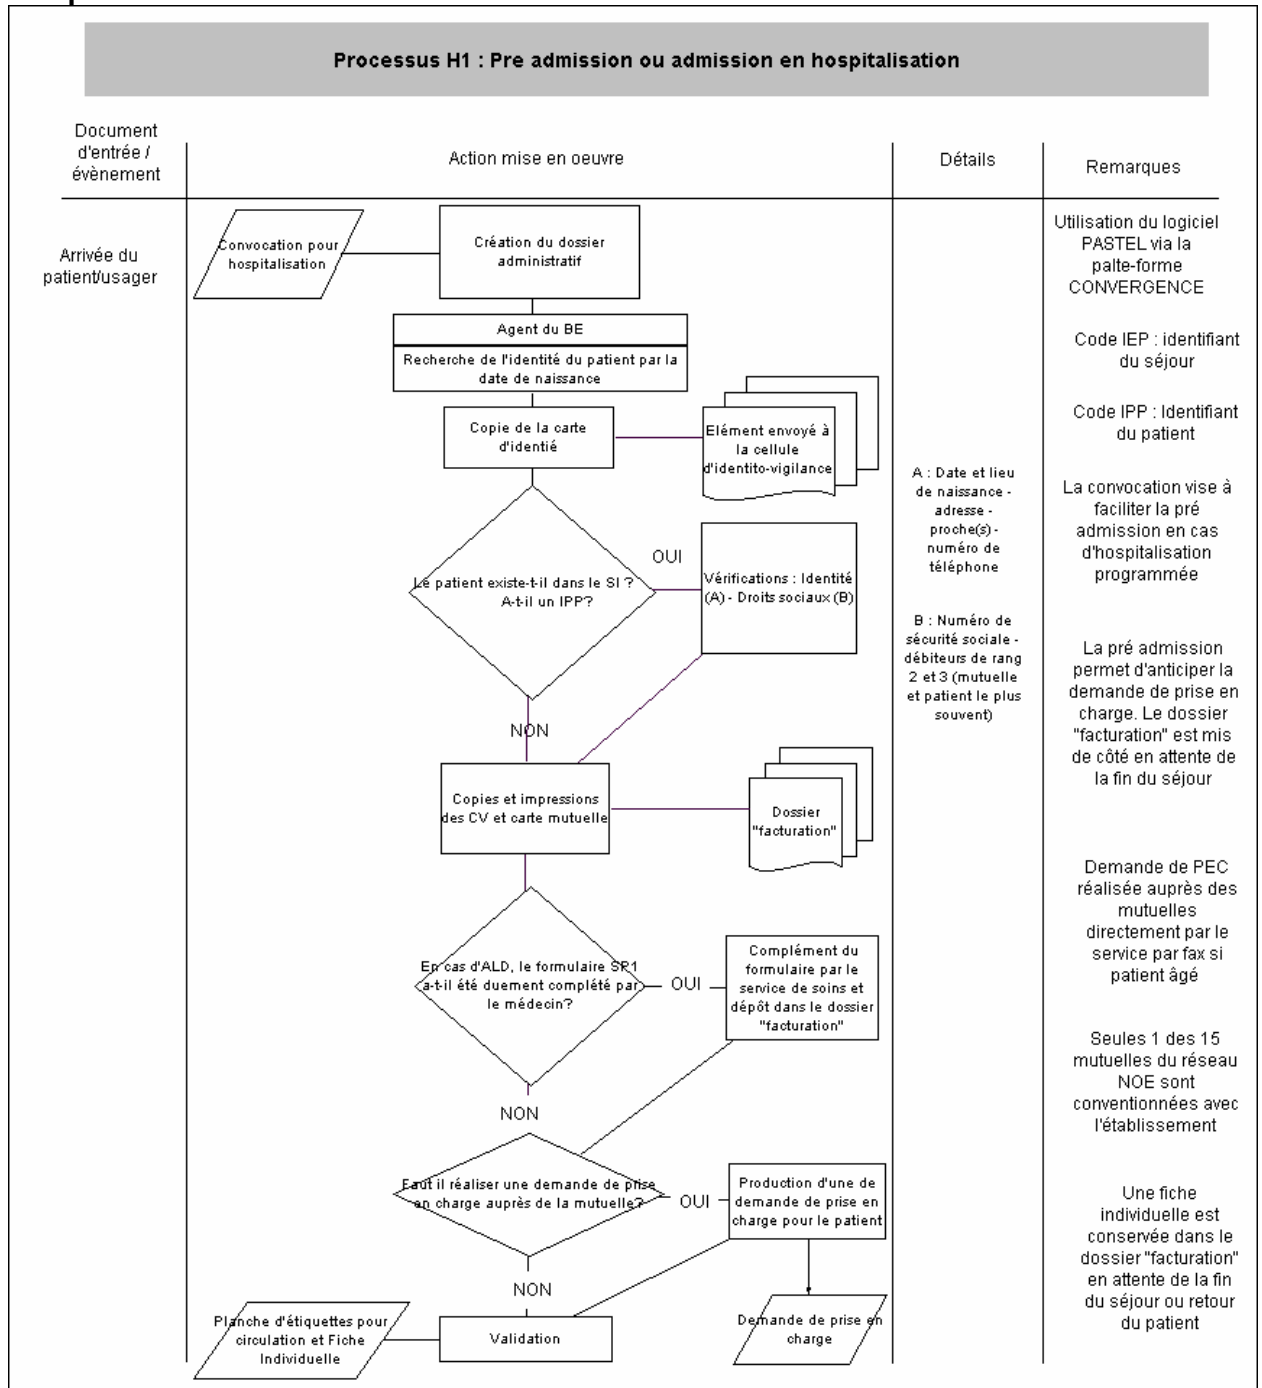 Processus H1 : Pre admission ou admission en hospitalisation
Document
d'entrée /
évènement
Action mise en oeuvre
Détails
Remarques
Arrivée du
patient/usager
Convocation pour
hospitalisation
Création du dossier
administratif
Agent du BE
Recherche de l'identité du patient par la
date de naissance
Copie de la carte
d'identié
Elément envoyé à
la cellule
d'identito-vigilance
Le patient existe-t-il dans le SI ?
A-t-il un IPP?
OUI
Vérifications : Identité
(A) - Droits sociaux (B)
NON
Copies et impressions
des CV et carte mutuelle
Dossier
"facturation"
En cas d'ALD, le formulaire SP1
a-t-il été duement complété par
le médecin?
OUI
Complément du
formulaire par le
service de soins et
dépôt dans le dossier
"facturation"
NON
Faut il réaliser une demande de prise
en charge auprès de la mutuelle?
OUI
Production d'une de
demande de prise en
charge pour le patient
NON
Planche d'étiquettes pour
circulation et Fiche
Individuelle
Validation
Demande de prise en
charge
A : Date et lieu
de naissance -
adresse -
proche(s) -
numéro de
téléphone
B : Numéro de
sécurité sociale -
débiteurs de rang
2 et 3 (mutuelle
et patient le plus
souvent)
Utilisation du logiciel
PASTEL via la
palte-forme
CONVERGENCE
Code IEP : identifiant
du séjour
Code IPP : Identifiant
du patient
La convocation vise à
faciliter la pré
admission en cas
d'hospitalisation
programmée
La pré admission
permet d'anticiper la
demande de prise en
charge. Le dossier
"facturation" est mis
de côté en attente de
la fin du séjour
Demande de PEC
réalisée auprès des
mutuelles
directement par le
service par fax si
patient âgé
Seules 1 des 15
mutuelles du réseau
NOE sont
conventionnées avec
l'établissement
Une fiche
individuelle est
conservée dans le
dossier "facturation"
en attente de la fin
du séjour ou retour
du patient